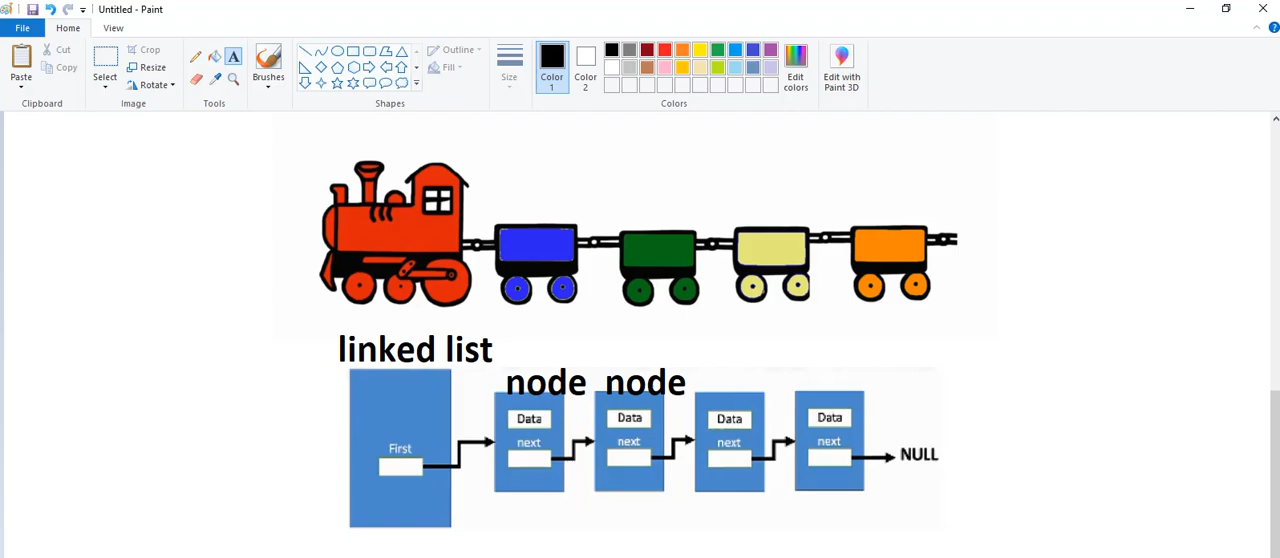 Untitled - Paint
File Home View
Paste
Cut
Copy
Clipboard
Select
Crop
Resize
Rotate
Image
A
Tools
Brushes
Outline
Fill
Shapes
Size
Color 1
Color 2
Edit colors
Colors
Edit with Paint 3D
linked list
node node
First
Data Data Data Data
next next next next
NULL